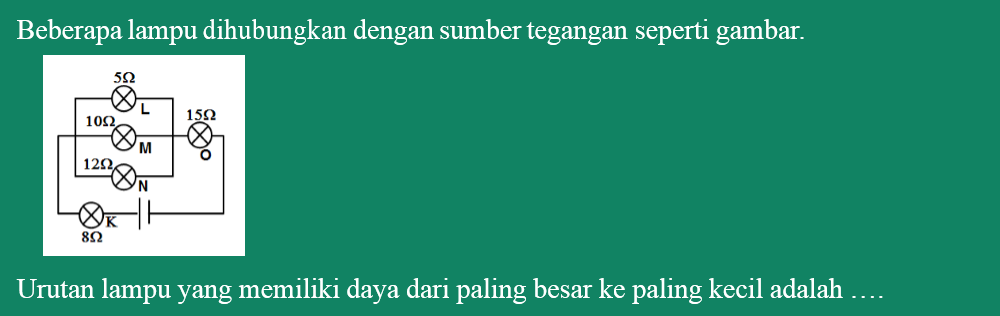 Beberapa lampu dihubungkan dengan sumber tegangan seperti gambar.
5Ω
L
10Ω
15Ω
M
O
12Ω
N
K
8Ω
Urutan lampu yang memiliki daya dari paling besar ke paling kecil adalah ….